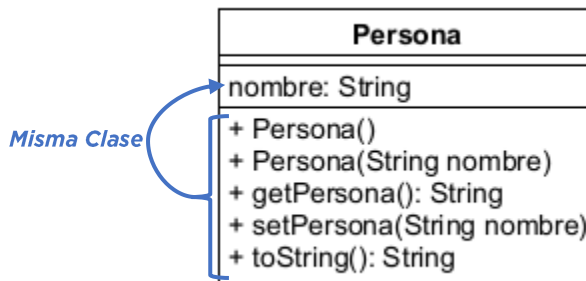 Persona
nombre: String
Misma Clase
+ Persona()
+ Persona(String nombre)
+ getPersona(): String
+ setPersona(String nombre)
+ toString(): String